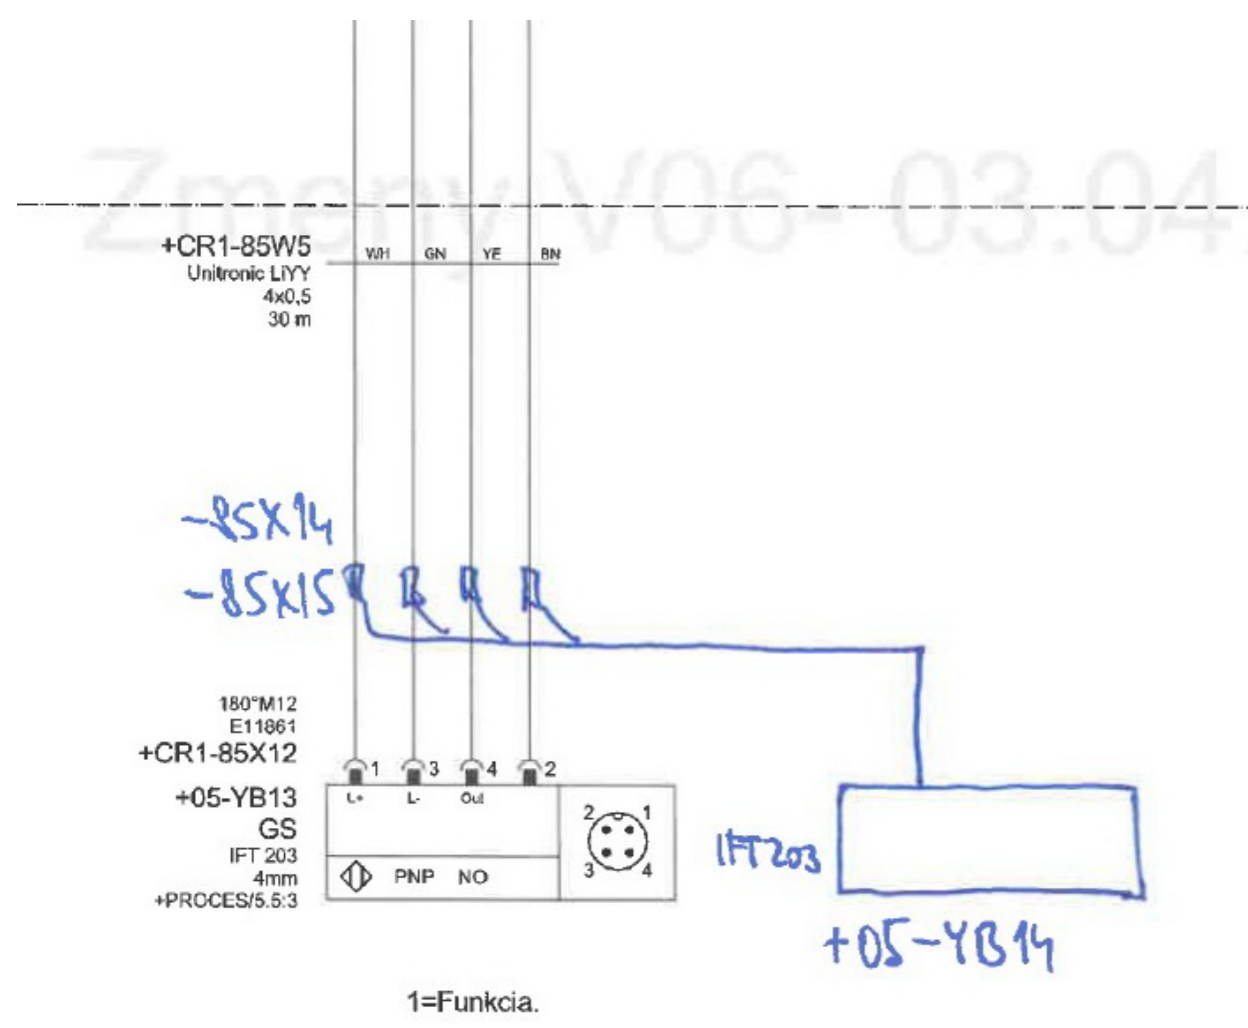 Zmeny V06- 03.04.
+CR1-85W5
Unitronic LiYY
4x0,5
30 m
WH GN YE BN
-85X14
-85X15
180°M12
E11861
+CR1-85X12
1 3 4 2
+05-YB13
GS
IFT 203
4mm
+PROCES/5.5:3
L+ L- Out
PNP NO
2 1
3 4
IFT203
+05-YB14
1=Funkcia.